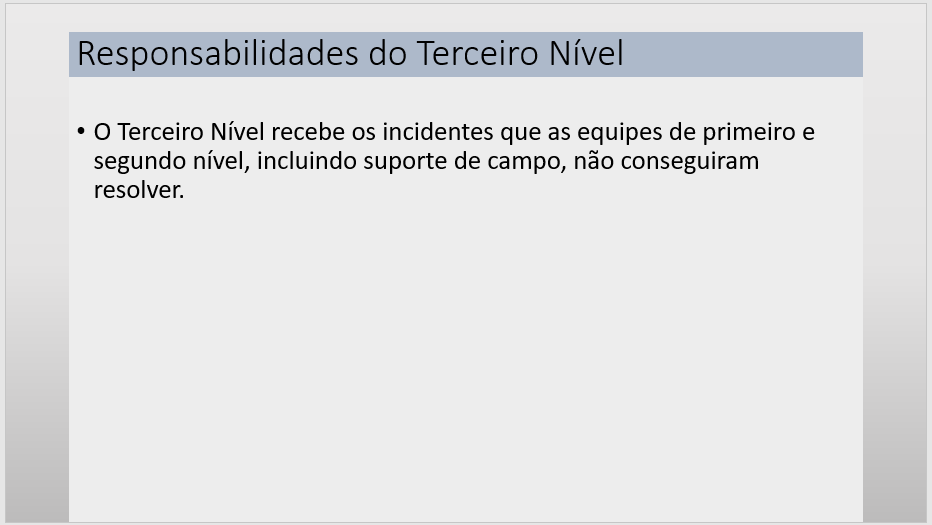 Responsabilidades do Terceiro Nível
• O Terceiro Nível recebe os incidentes que as equipes de primeiro e
segundo nível, incluindo suporte de campo, não conseguiram
resolver.